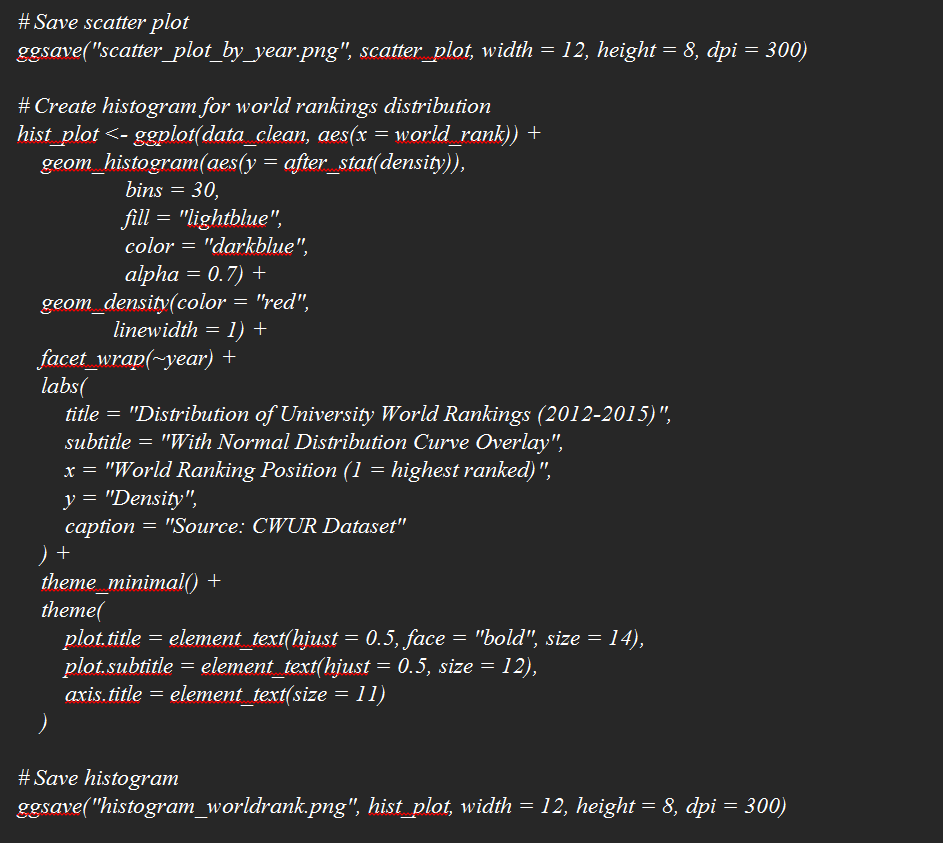 # Save scatter plot
ggsave("scatter_plot_by_year.png", scatter_plot, width = 12, height = 8, dpi = 300)
# Create histogram for world rankings distribution
hist_plot <- ggplot(data_clean, aes(x = world_rank)) +
geom_histogram(aes(y = after_stat(density)),
bins = 30,
fill = "lightblue",
color = "darkblue",
alpha = 0.7) +
geom_density(color = "red",
linewidth = 1) +
facet_wrap(~year) +
labs(
title = "Distribution of University World Rankings (2012-2015)",
subtitle = "With Normal Distribution Curve Overlay",
x = "World Ranking Position (1 = highest ranked)",
y = "Density",
caption = "Source: CWUR Dataset"
) +
theme_minimal() +
theme(
plot.title = element_text(hjust = 0.5, face = "bold", size = 14),
plot.subtitle = element_text(hjust = 0.5, size = 12),
axis.title = element_text(size = 11)
)
# Save histogram
ggsave("histogram_worldrank.png", hist_plot, width = 12, height = 8, dpi = 300)